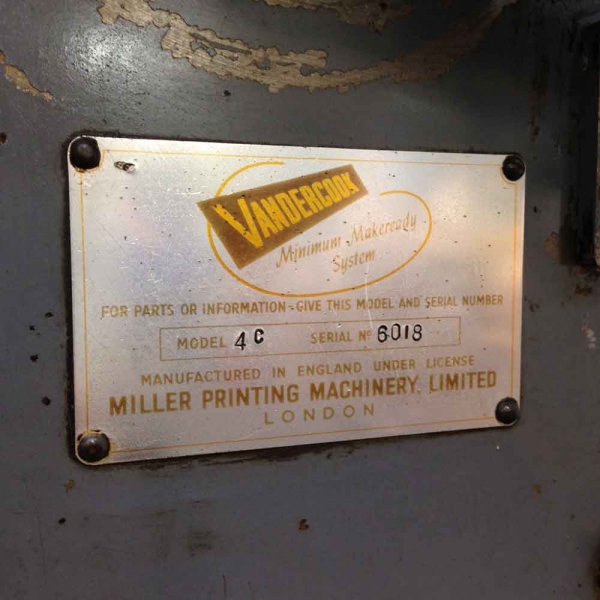 VANDERCOOK
Minimum Makeready
System
FOR PARTS OR INFORMATION - GIVE THIS MODEL AND SERIAL NUMBER
MODEL 4C SERIAL Nº 6018
MANUFACTURED IN ENGLAND UNDER LICENSE
MILLER PRINTING MACHINERY, LIMITED
LONDON